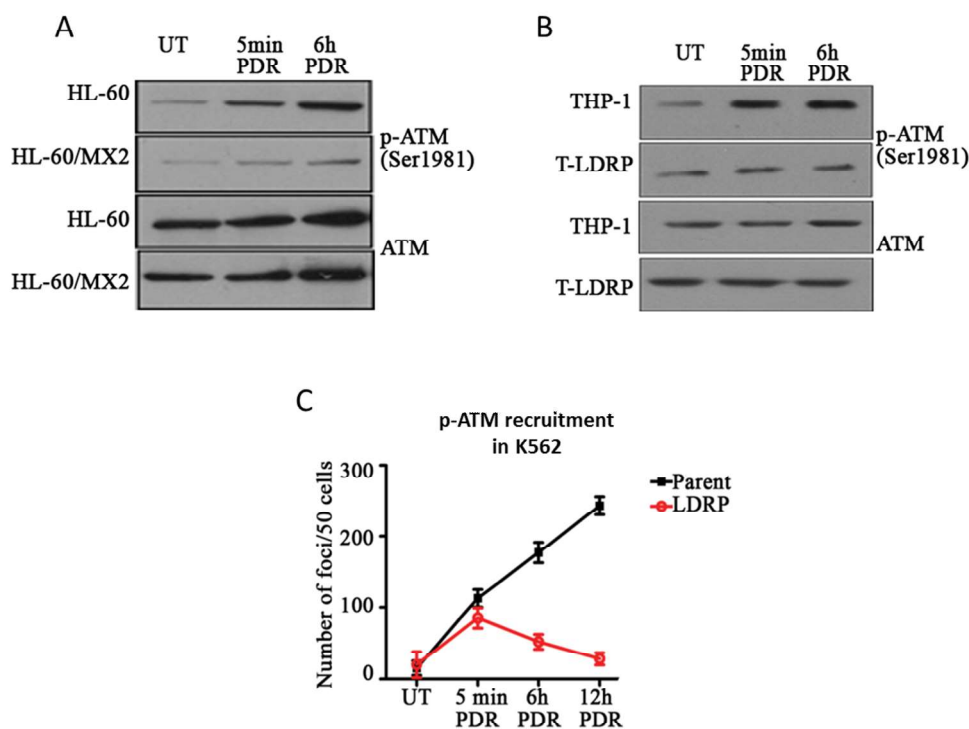 A
UT 5min PDR 6h PDR
HL-60
HL-60/MX2
p-ATM
(Ser1981)
HL-60
HL-60/MX2
ATM
B
UT 5min PDR 6h PDR
THP-1
T-LDRP
p-ATM
(Ser1981)
THP-1
T-LDRP
ATM
C
p-ATM recruitment
in K562
Number of foci/50 cells
300
200
100
0
UT 5 min PDR 6h PDR 12h PDR
Parent
LDRP